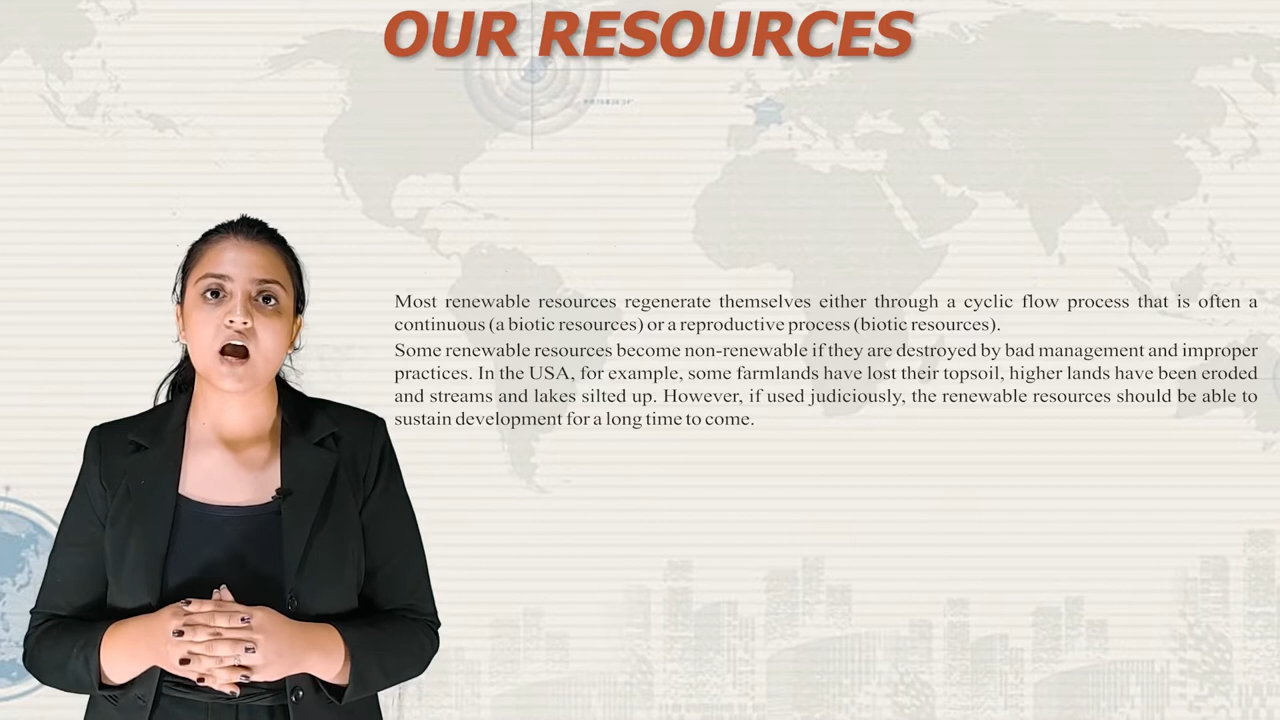 OUR RESOURCES
Most renewable resources regenerate themselves either through a cyclic flow process that is often a
continuous (a biotic resources) or a reproductive process (biotic resources).
Some renewable resources become non-renewable if they are destroyed by bad management and improper
practices. In the USA, for example, some farmlands have lost their topsoil, higher lands have been eroded
and streams and lakes silted up. However, if used judiciously, the renewable resources should be able to
sustain development for a long time to come.